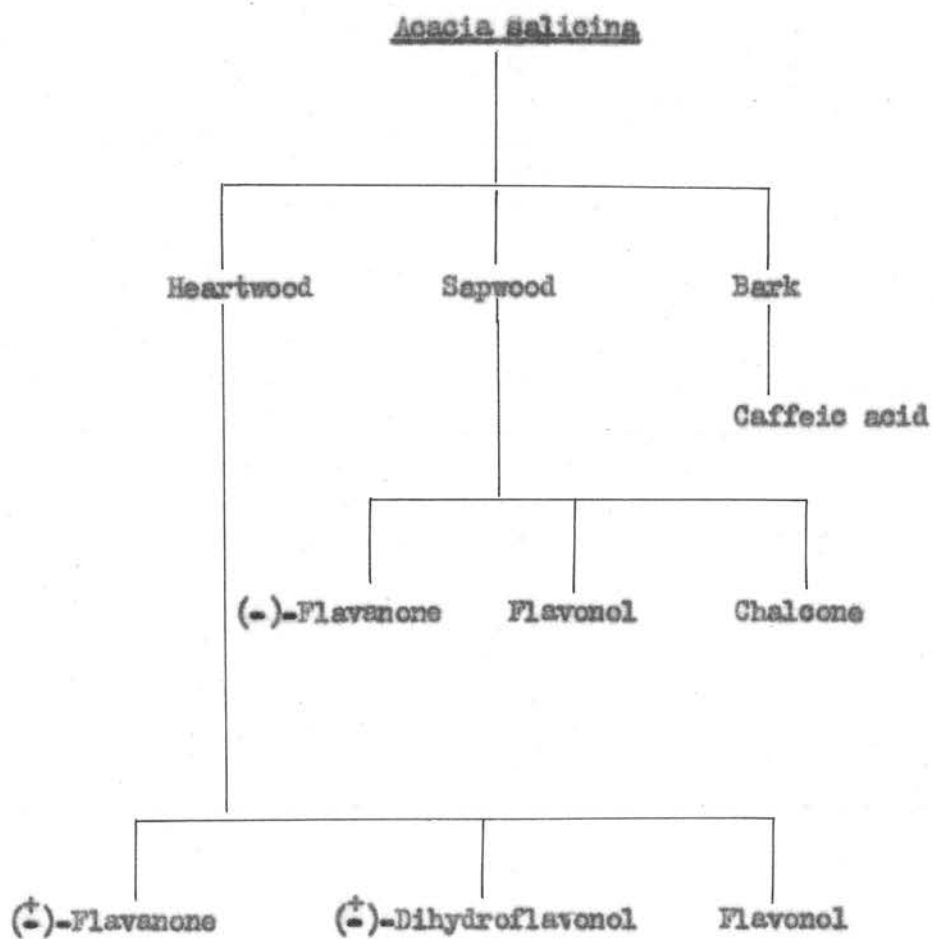 Acacia salicina
Heartwood Sapwood Bark
Caffeic acid
(-)-Flavanone Flavonol Chalcone
(±)-Flavanone (±)-Dihydroflavonol Flavonol